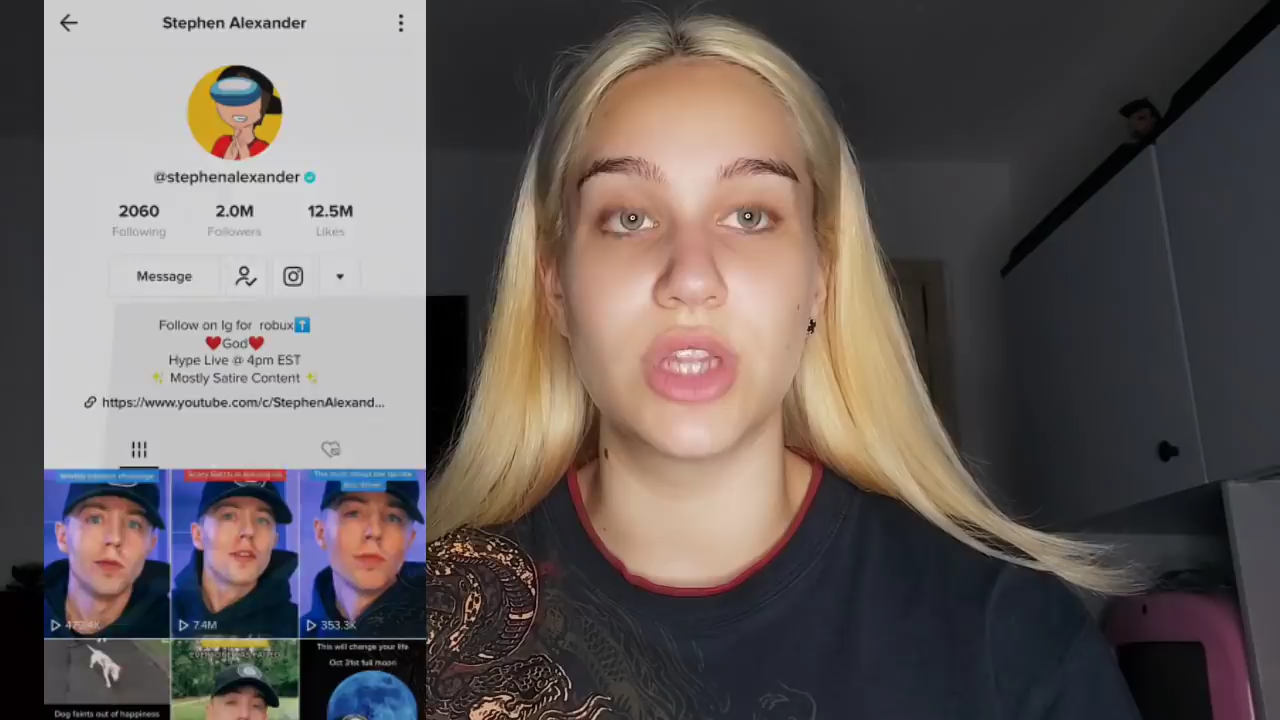 Stephen Alexander
@stephenalexander
2060 2.0M 12.5M
Following Followers Likes
Message
Follow on Ig for robux⬆️
❤️God❤️
Hype Live @ 4pm EST
✨ Mostly Satire Content ✨
https://www.youtube.com/c/StephenAlexand...
7.4M 353.3K
This will change your life
Oct 31st full moon
Dog faints out of happiness